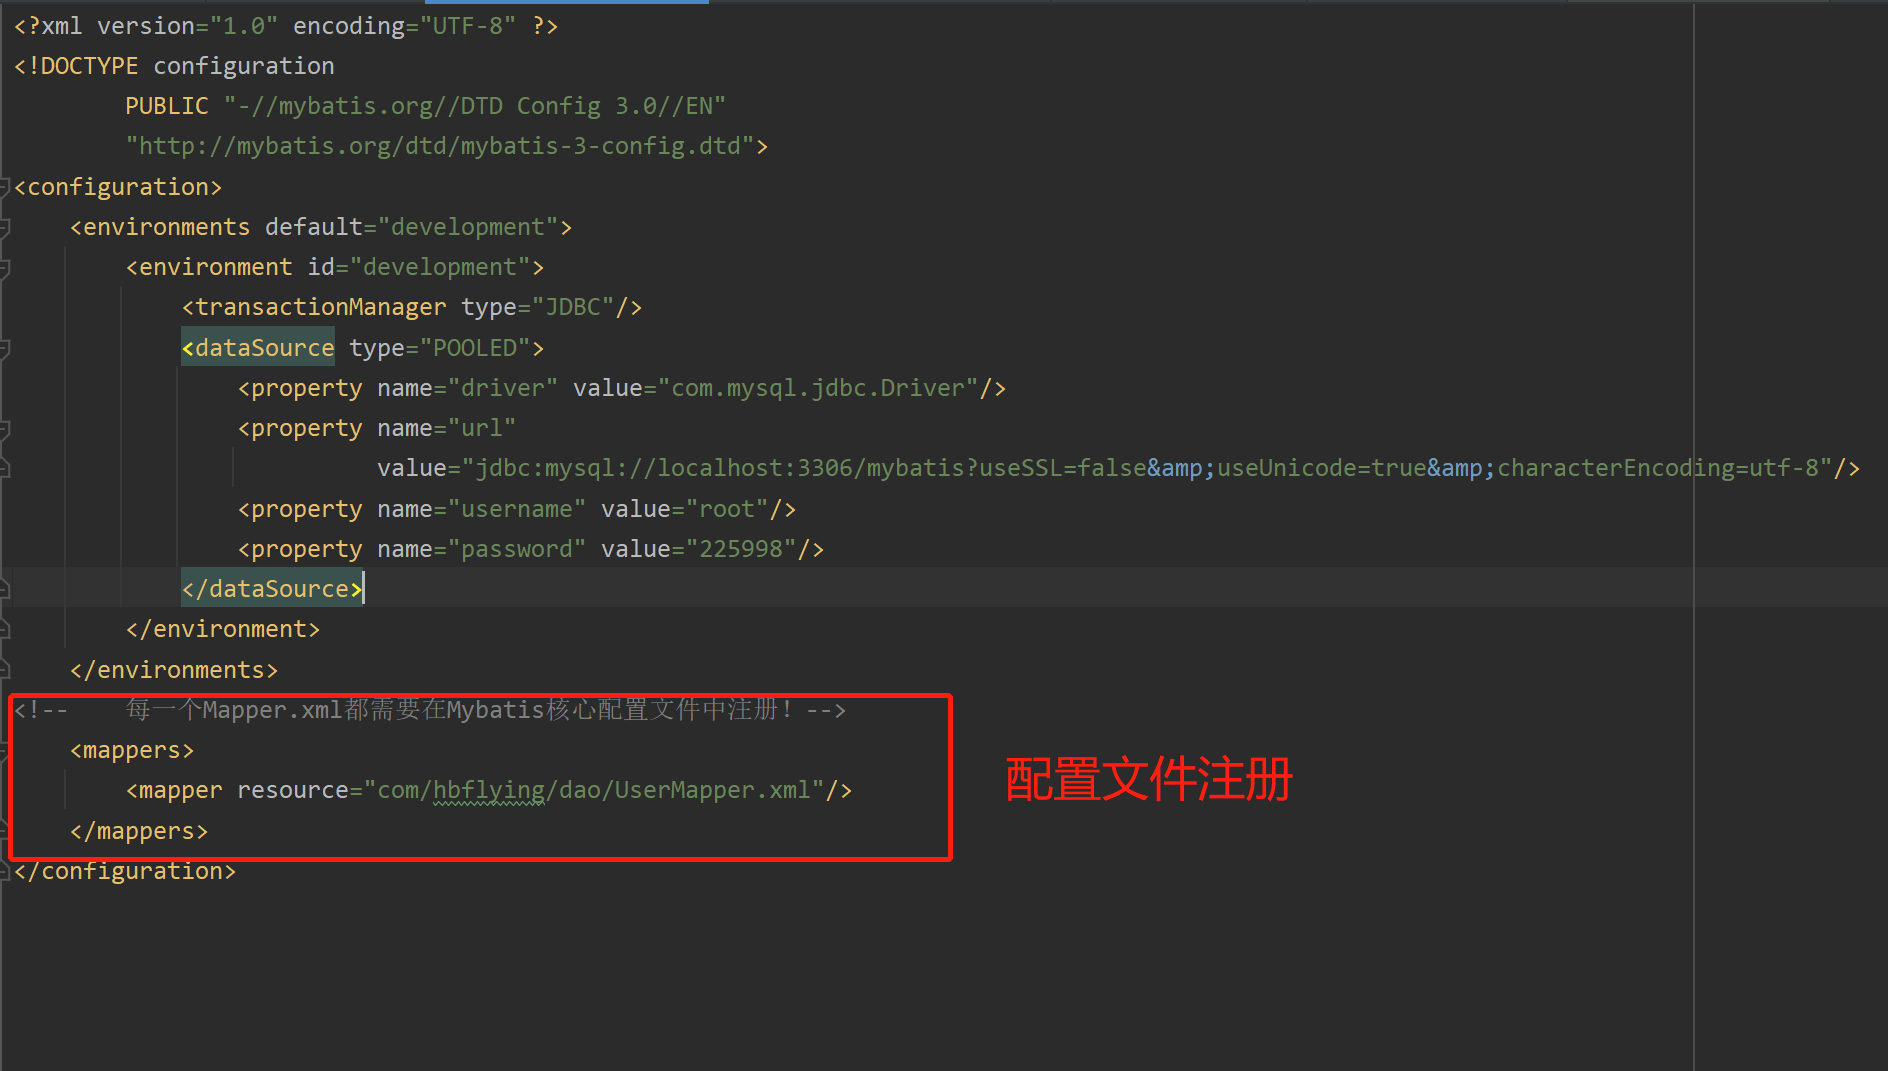 <?xml version="1.0" encoding="UTF-8" ?>
<!DOCTYPE configuration
        PUBLIC "-//mybatis.org//DTD Config 3.0//EN"
        "http://mybatis.org/dtd/mybatis-3-config.dtd">
<configuration>
    <environments default="development">
        <environment id="development">
            <transactionManager type="JDBC"/>
            <dataSource type="POOLED">
                <property name="driver" value="com.mysql.jdbc.Driver"/>
                <property name="url"
                          value="jdbc:mysql://localhost:3306/mybatis?useSSL=false&amp;useUnicode=true&amp;characterEncoding=utf-8"/>
                <property name="username" value="root"/>
                <property name="password" value="225998"/>
            </dataSource>
        </environment>
    </environments>
<!--    每一个Mapper.xml都需要在Mybatis核心配置文件中注册！-->
    <mappers>
        <mapper resource="com/hbflying/dao/UserMapper.xml"/>
    </mappers>
</configuration>
配置文件注册